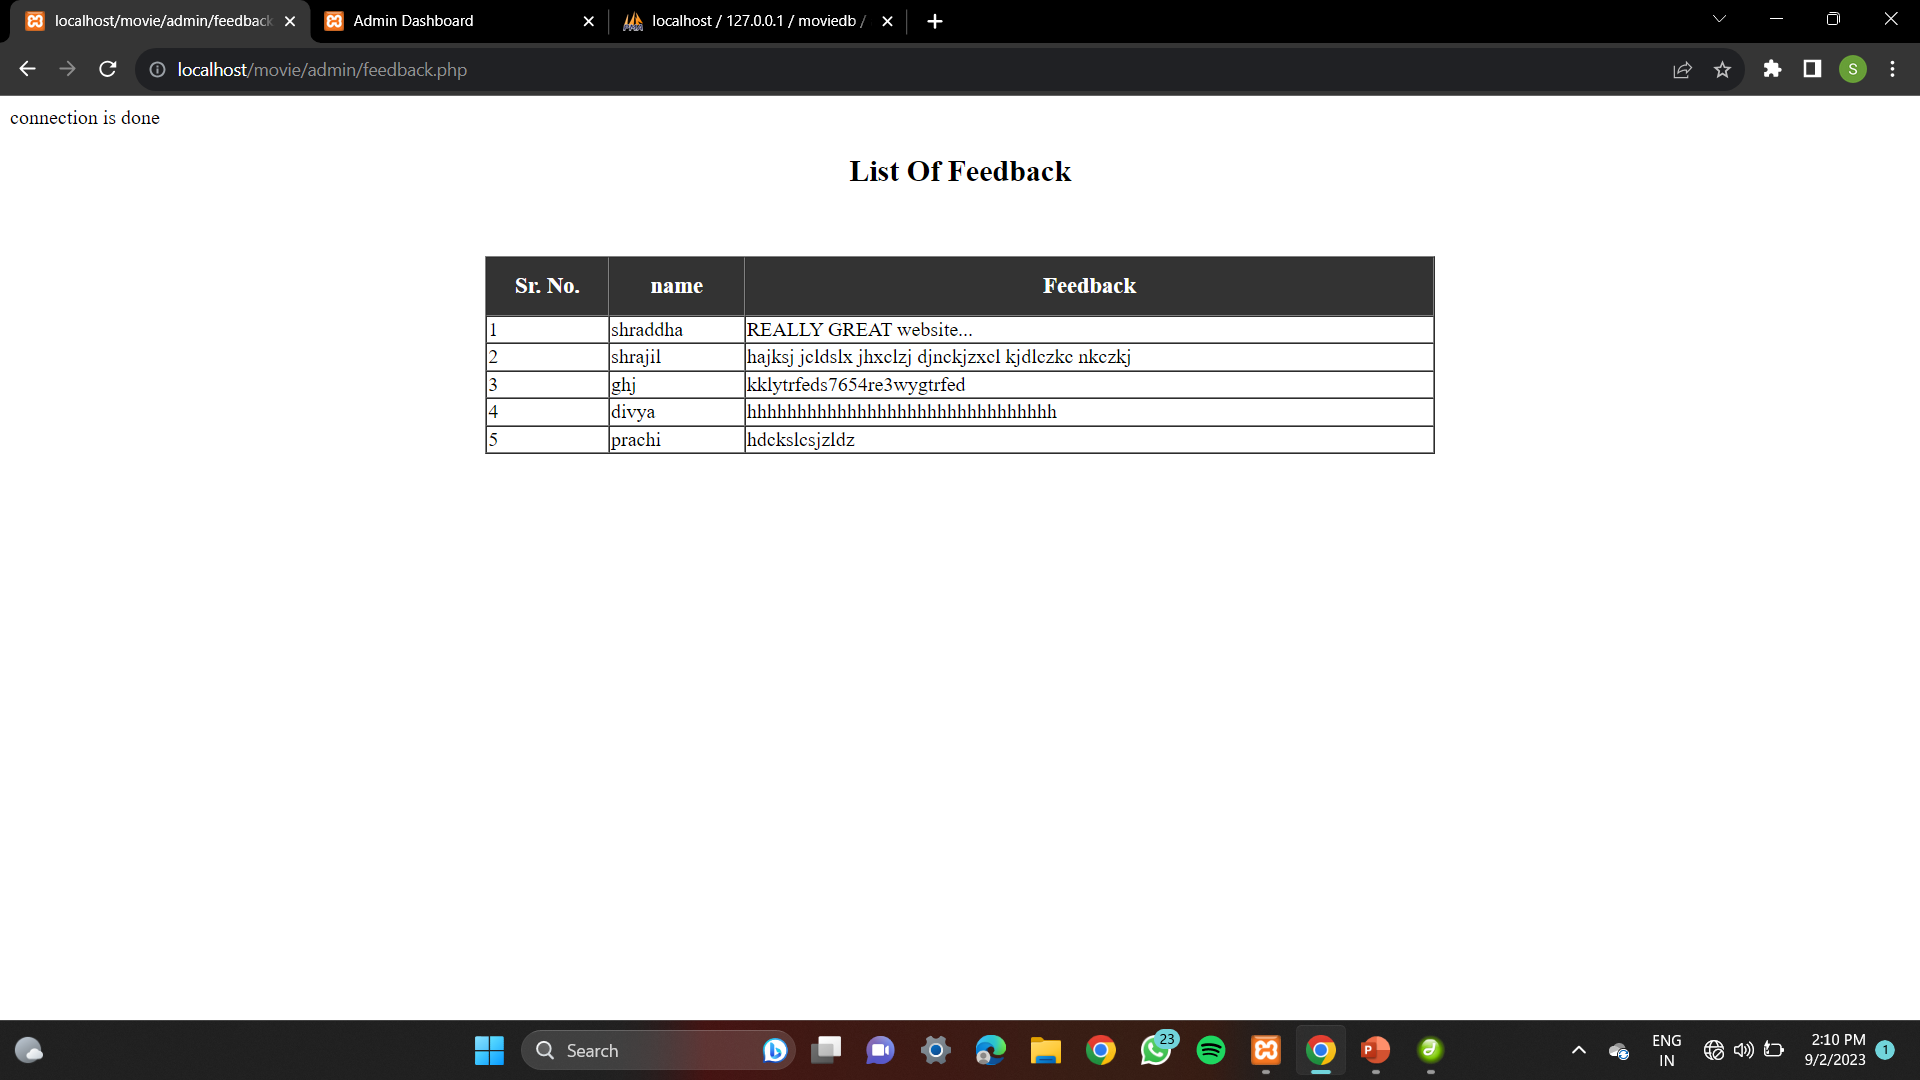 localhost/movie/admin/feedback
Admin Dashboard
localhost / 127.0.0.1 / moviedb /
localhost/movie/admin/feedback.php
S
connection is done
List Of Feedback
Sr. No. name Feedback
1 shraddha REALLY GREAT website...
2 shrajil hajksj jcldslx jhxclzj djnckjzxcl kjdlczkc nkczkj
3 ghj kklytrfeds7654re3wygtrfed
4 divya hhhhhhhhhhhhhhhhhhhhhhhhhhhhhhh
5 prachi hdckslcsjzldz
Search
23
ENG
IN
2:10 PM
9/2/2023
1